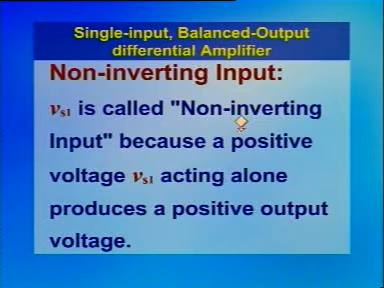 Single-input, Balanced-Output
differential Amplifier
Non-inverting Input:
vs1 is called "Non-inverting
Input" because a positive
voltage vs1 acting alone
produces a positive output
voltage.